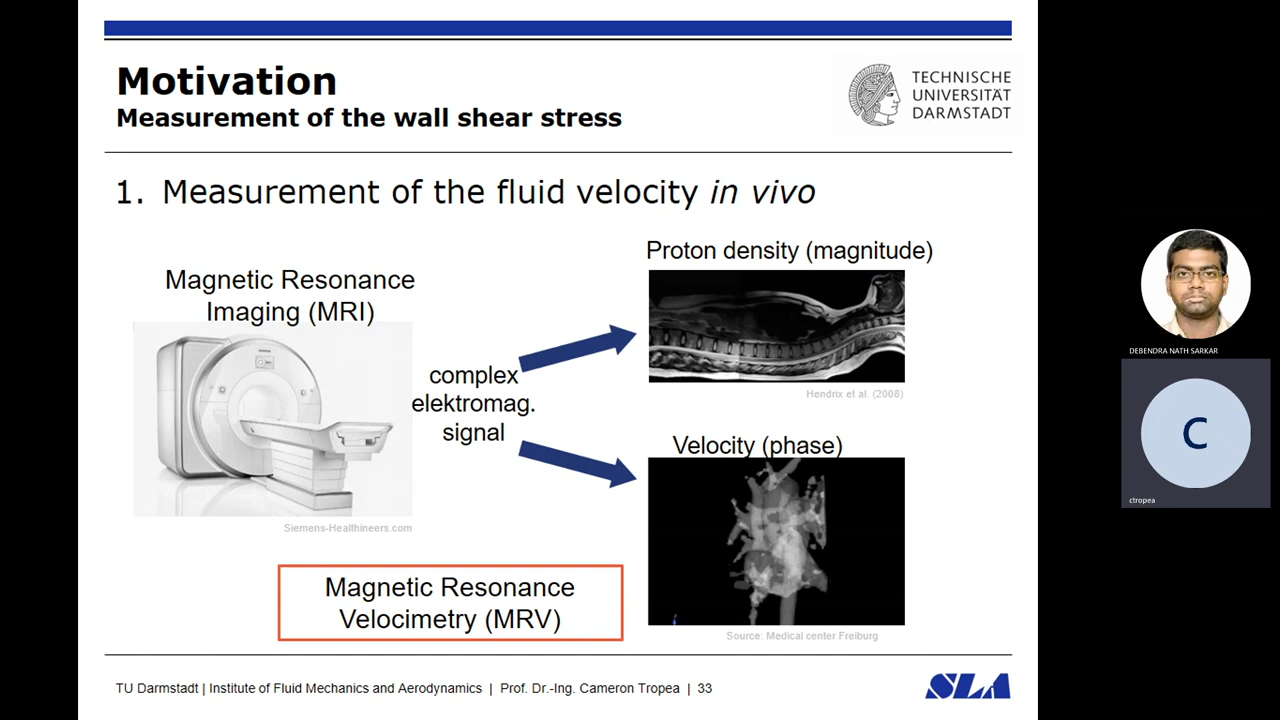 Motivation
Measurement of the wall shear stress
TECHNISCHE
UNIVERSITÄT
DARMSTADT
1. Measurement of the fluid velocity in vivo
Magnetic Resonance
Imaging (MRI)
Siemens-Healthineers.com
complex
elektromag.
signal
Proton density (magnitude)
Hendrix et al. (2008)
Velocity (phase)
Source: Medical center Freiburg
Magnetic Resonance
Velocimetry (MRV)
TU Darmstadt | Institute of Fluid Mechanics and Aerodynamics | Prof. Dr.-Ing. Cameron Tropea | 33
SLA
DEBENDRA NATH SARKAR
C
ctropea